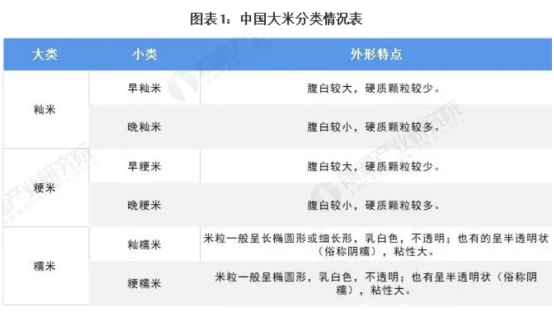 图表1：中国大米分类情况表
大类 小类 外形特点
籼米 早籼米 腹白较大，硬质颗粒较少。
晚籼米 腹白较小，硬质颗粒较多。
粳米 早粳米 腹白较大，硬质颗粒较少。
晚粳米 腹白较小，硬质颗粒较多。
糯米 籼糯米 米粒一般呈长椭圆形或细长形，乳白色，不透明；也有的呈半透明状
（俗称阴糯），粘性大。
粳糯米 米粒一般呈椭圆形，乳白色，不透明；也有呈半透明状（俗称阴
糯），粘性大。